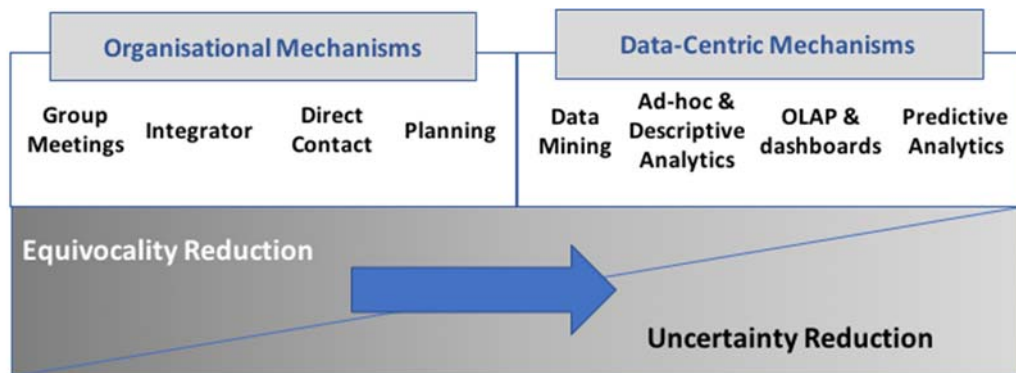 Organisational Mechanisms
Data-Centric Mechanisms
Group
Meetings
Integrator
Direct
Contact
Planning
Data
Mining
Ad-hoc &
Descriptive
Analytics
OLAP &
dashboards
Predictive
Analytics
Equivocality Reduction
Uncertainty Reduction